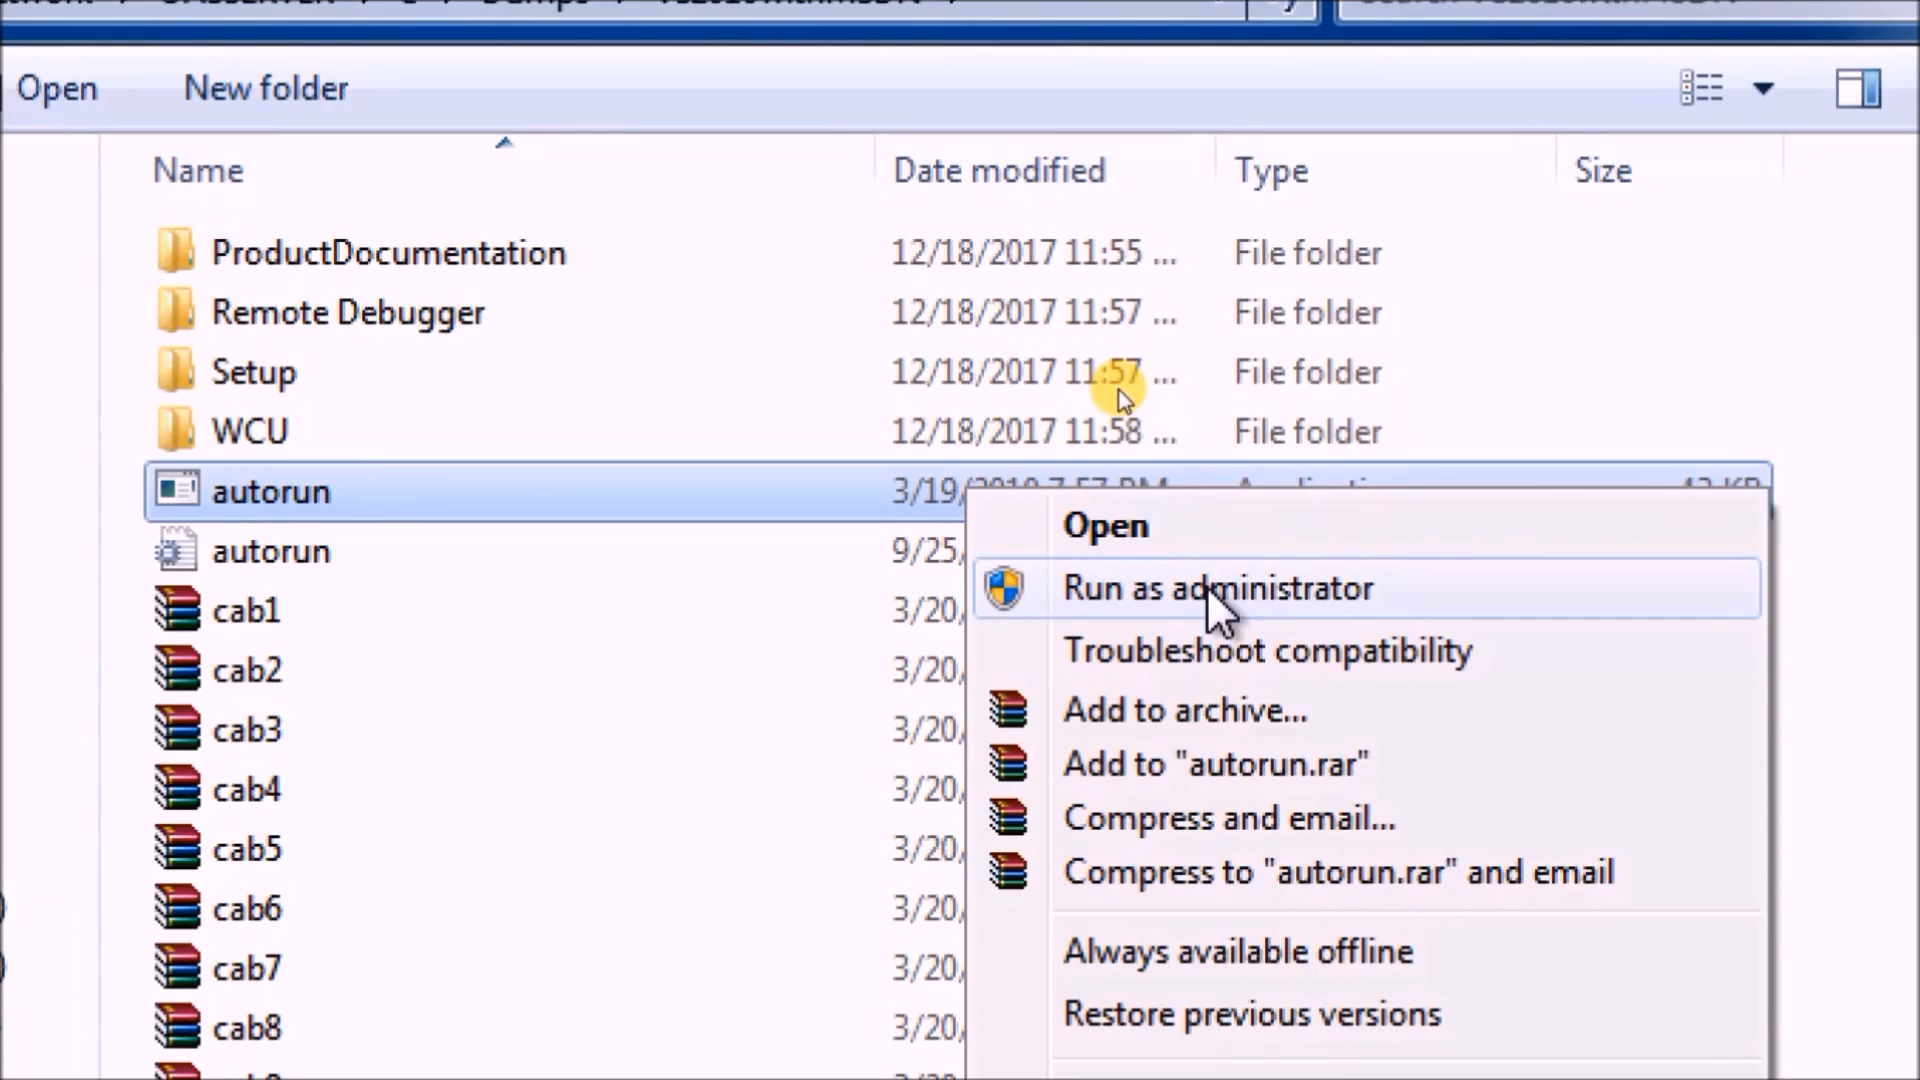 Open New folder
Name Date modified Type Size
ProductDocumentation 12/18/2017 11:55 ... File folder
Remote Debugger 12/18/2017 11:57 ... File folder
Setup 12/18/2017 11:57 ... File folder
WCU 12/18/2017 11:58 ... File folder
autorun 3/19/2010 7:57 PM Application
autorun 9/25/
cab1 3/20/
cab2 3/20/
cab3 3/20/
cab4 3/20/
cab5 3/20/
cab6 3/20/
cab7 3/20/
cab8 3/20/
Open
Run as administrator
Troubleshoot compatibility
Add to archive...
Add to "autorun.rar"
Compress and email...
Compress to "autorun.rar" and email
Always available offline
Restore previous versions